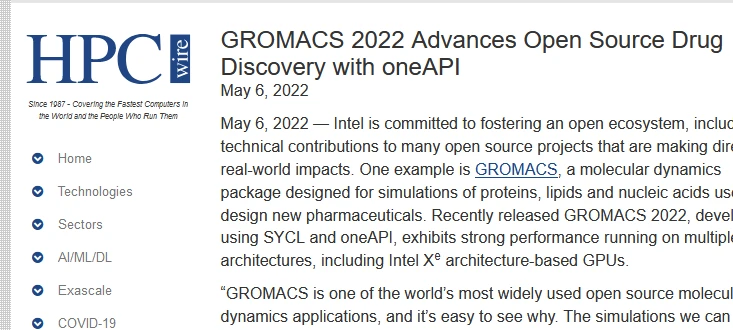 HPC
wire
Since 1987 - Covering the Fastest Computers in
the World and the People Who Run Them
Home
Technologies
Sectors
AI/ML/DL
Exascale
COVID-19
GROMACS 2022 Advances Open Source Drug
Discovery with oneAPI
May 6, 2022
May 6, 2022 — Intel is committed to fostering an open ecosystem,
technical contributions to many open source projects that are making
real-world impacts. One example is GROMACS, a molecular dynamics
package designed for simulations of proteins, lipids and nucleic acids
design new pharmaceuticals. Recently released GROMACS 2022,
using SYCL and oneAPI, exhibits strong performance running on
architectures, including Intel Xe architecture-based GPUs.
“GROMACS is one of the world’s most widely used open source
dynamics applications, and it’s easy to see why. The simulations we can